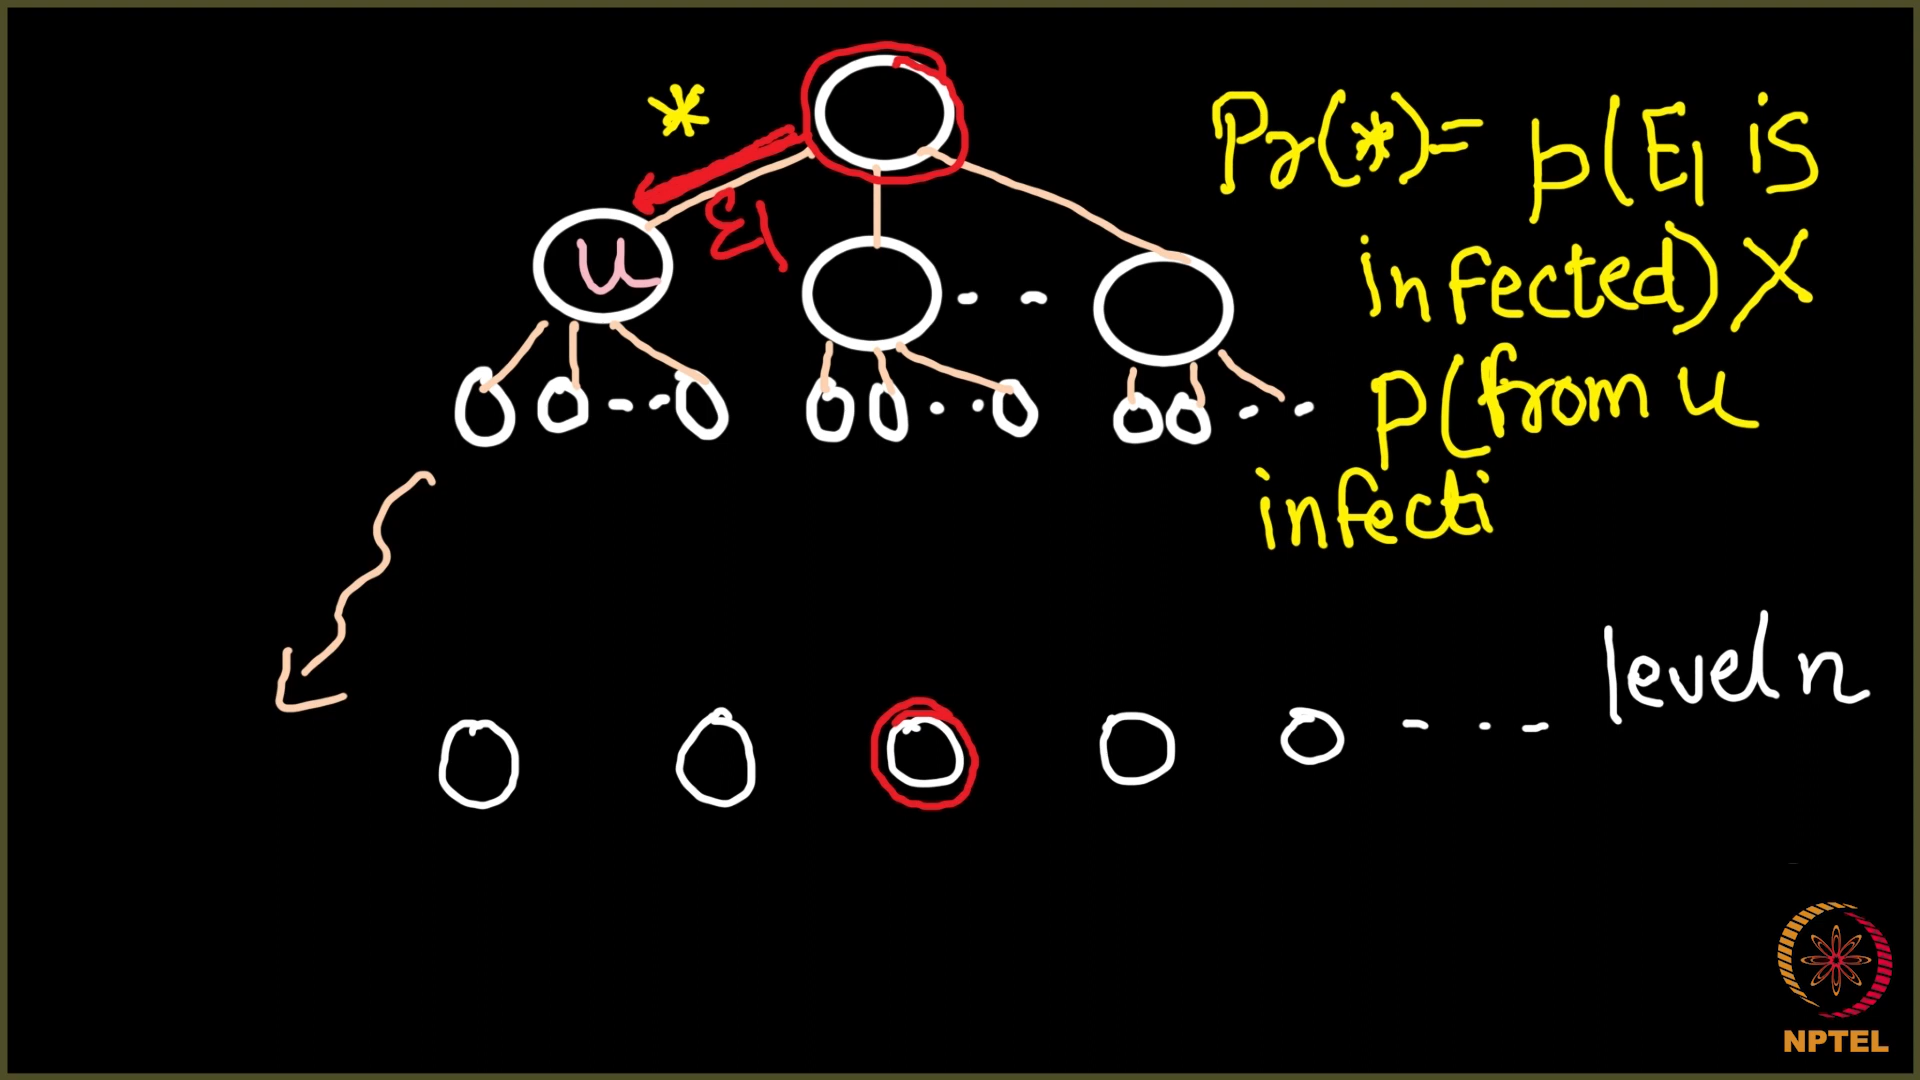 *
Pr(*) = p(E1 is
infected) X
p(from u
infecti
E1
u
level n
NPTEL